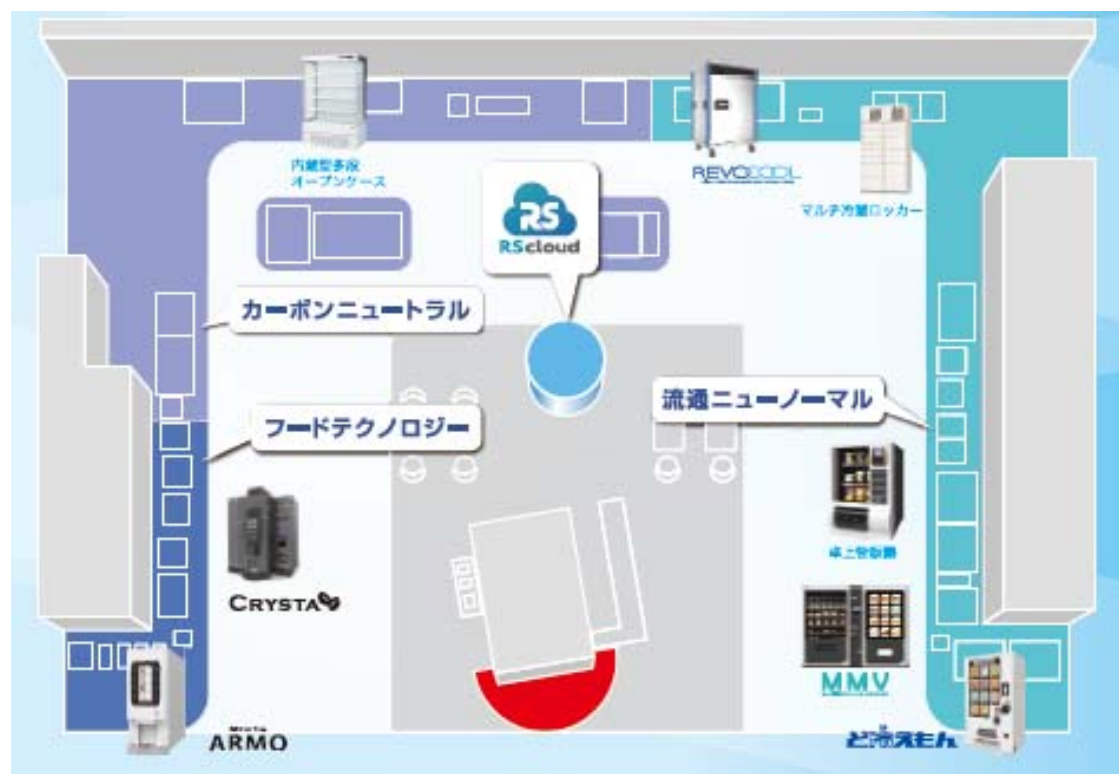 内蔵型多段
オープンケース
REVOCOOL
マルチ冷蔵ロッカー
RS
RScloud
カーボンニュートラル
流通ニューノーマル
フードテクノロジー
卓上管販機
CRYSTA
MMV
ARMO
ど冷えもん